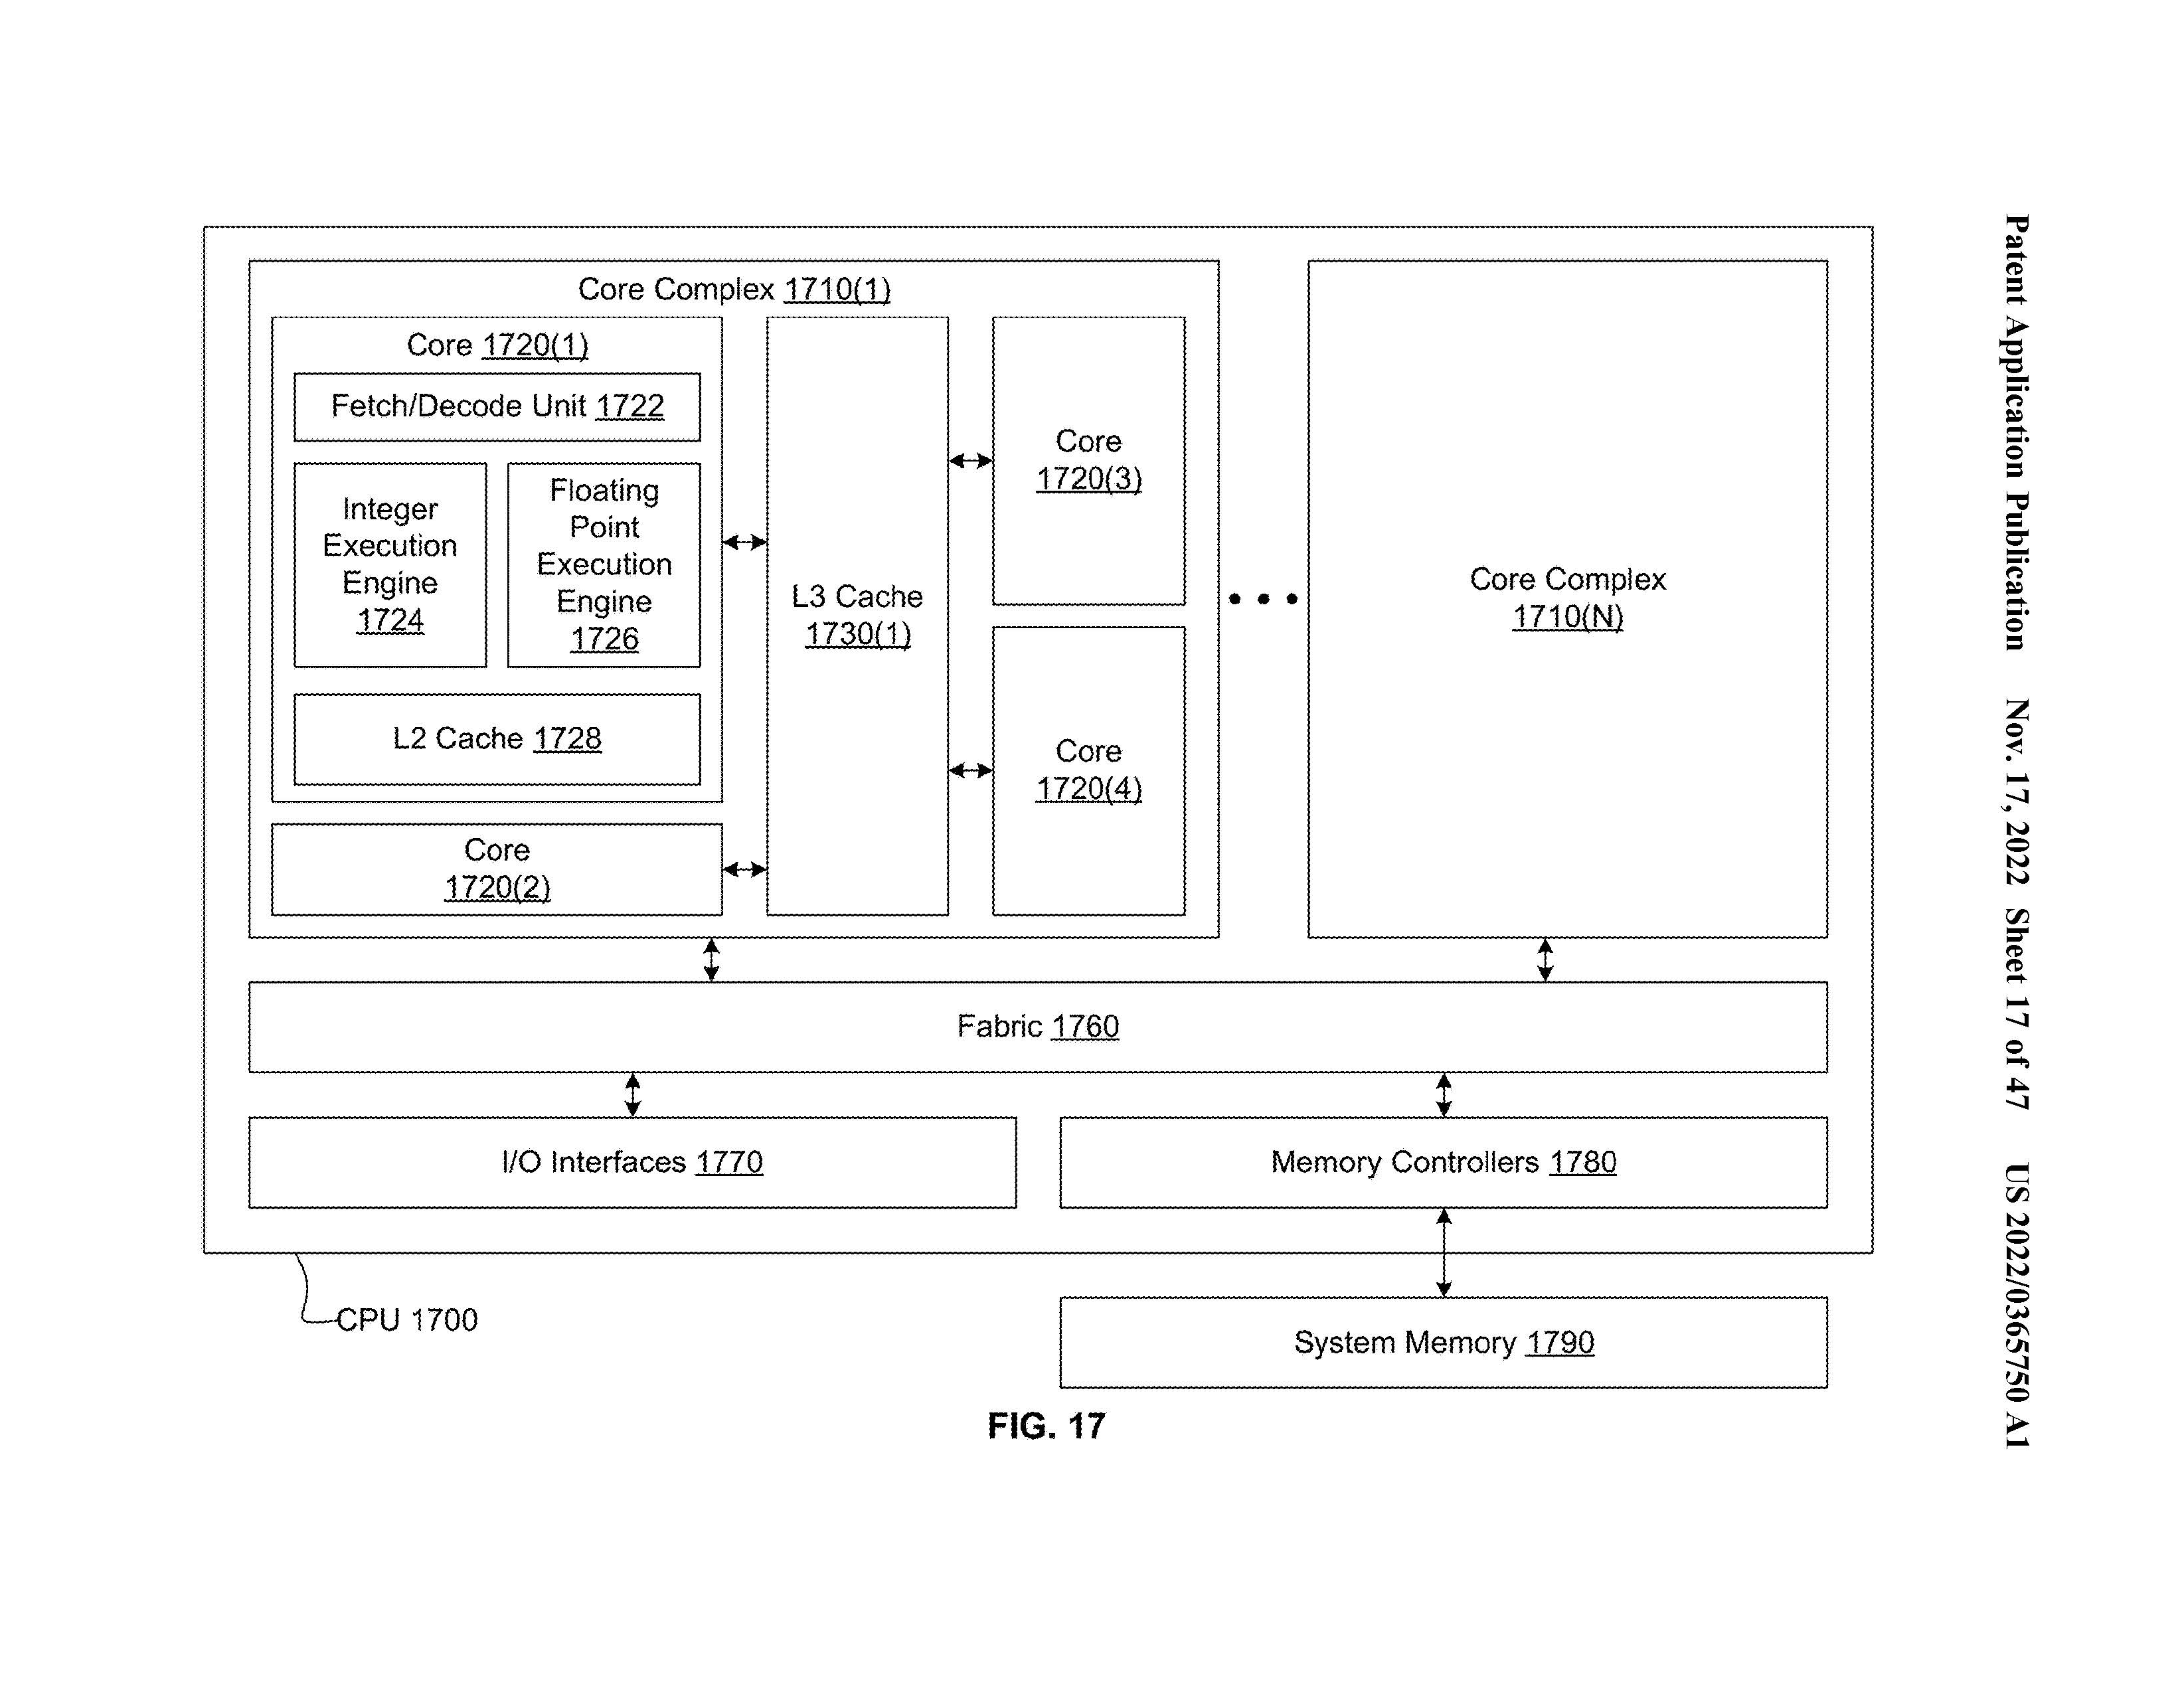 Patent Application Publication Nov. 17, 2022 Sheet 17 of 47 US 2022/0365750 A1
Core Complex 1710(1)
Core 1720(1)
Fetch/Decode Unit 1722
Integer
Execution
Engine
1724
Floating
Point
Execution
Engine
1726
L2 Cache 1728
Core
1720(2)
L3 Cache
1730(1)
Core
1720(3)
Core
1720(4)
Core Complex
1710(N)
Fabric 1760
I/O Interfaces 1770
Memory Controllers 1780
CPU 1700
System Memory 1790
FIG. 17